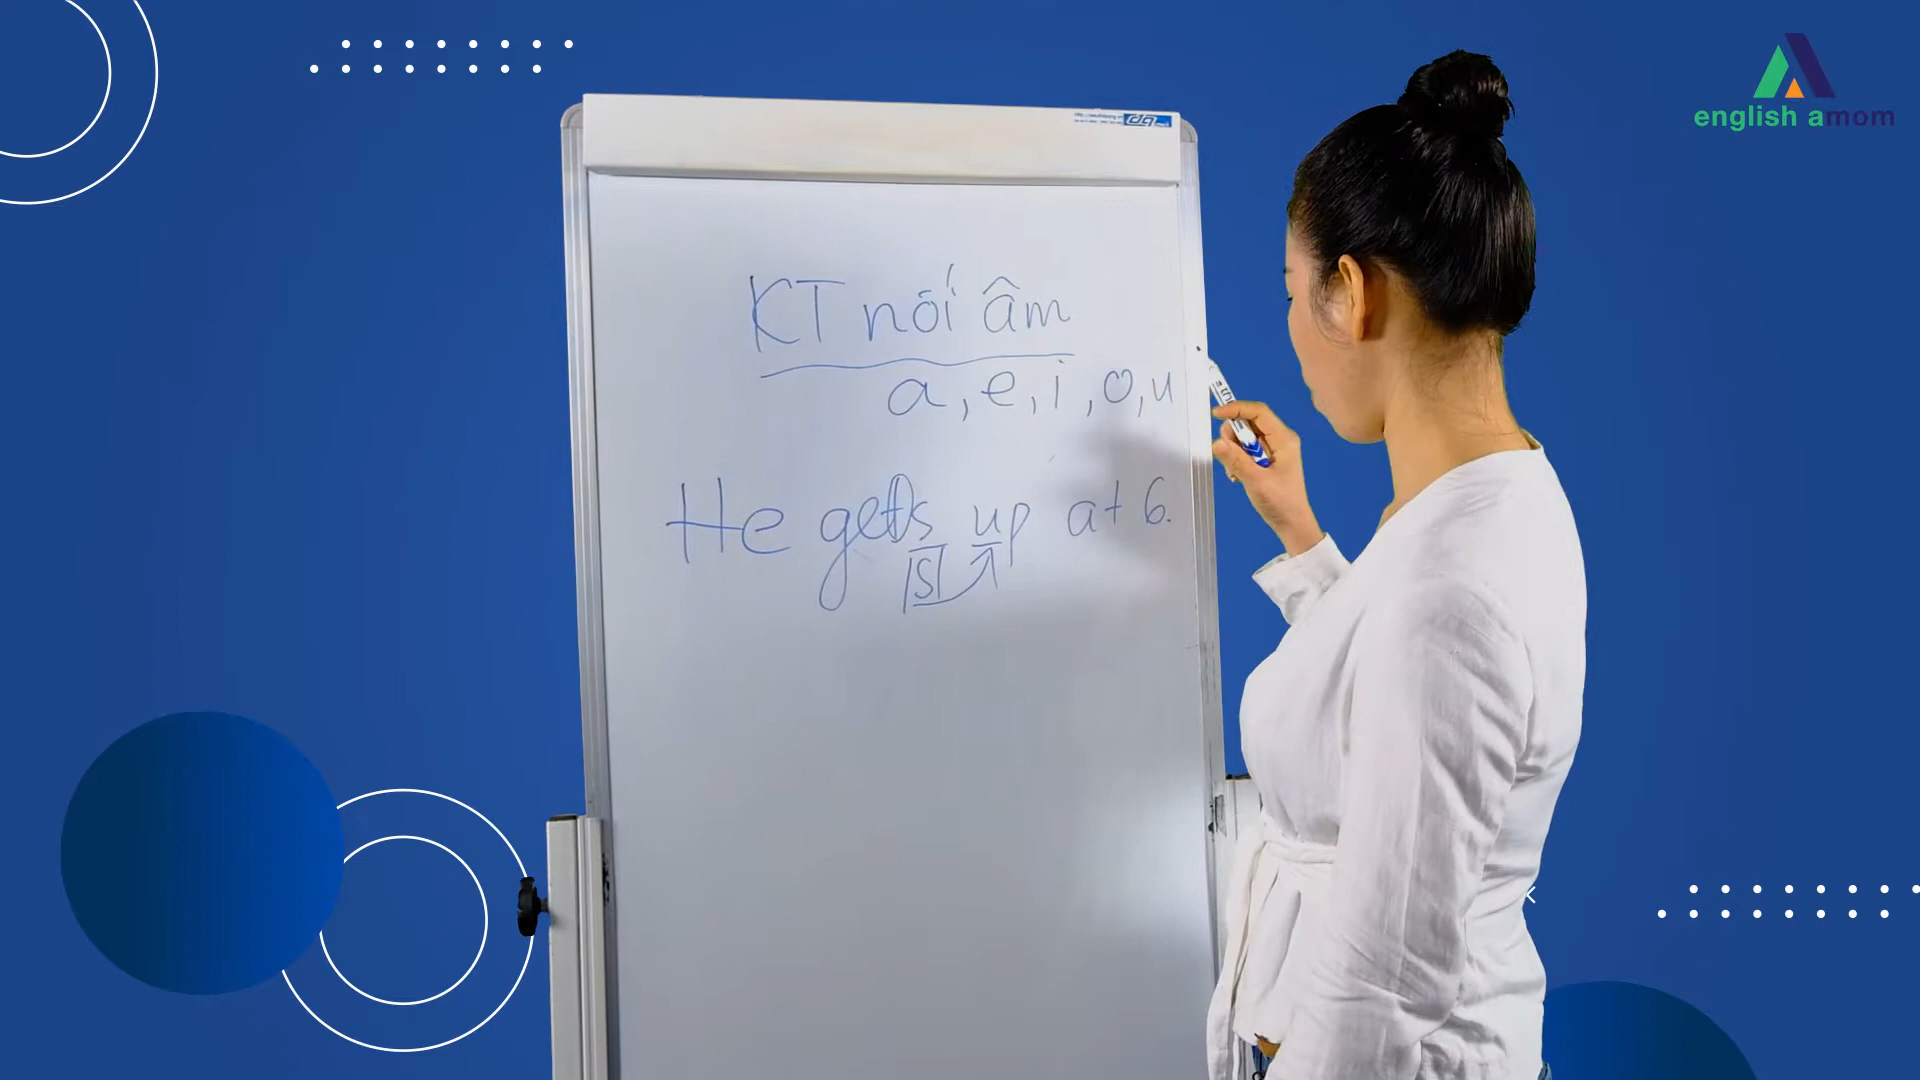 english amom
KT nối âm
a, e, i, o, u
He gets up at 6.
|s|